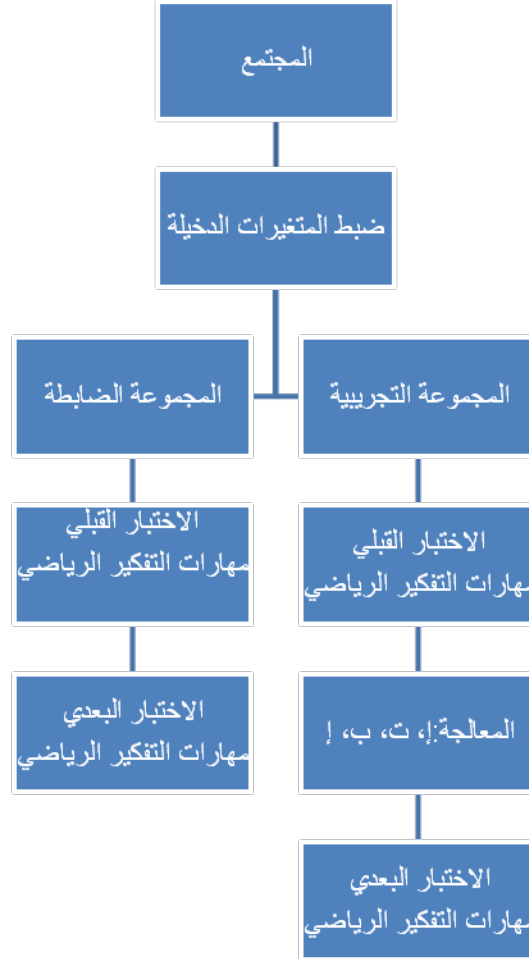 المجتمع
ضبط المتغيرات الدخيلة
المجموعة التجريبية
المجموعة الضابطة
الاختبار القبلي
مهارات التفكير الرياضي
الاختبار القبلي
مهارات التفكير الرياضي
المعالجة:إ، ت، ب، إ
الاختبار البعدي
مهارات التفكير الرياضي
الاختبار البعدي
مهارات التفكير الرياضي